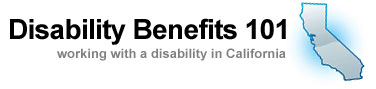 Disability Benefits 101
working with a disability in California